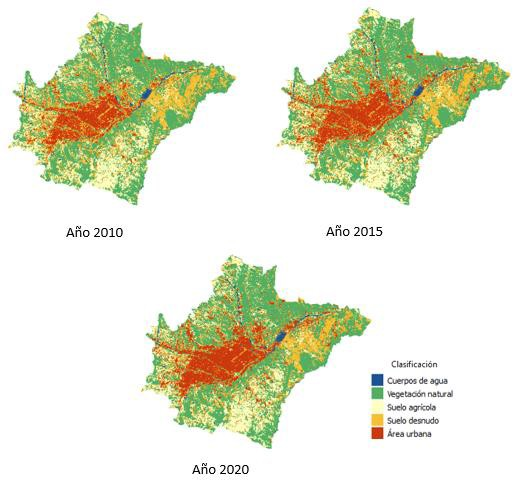 Año 2010
Año 2015
Clasificación
Cuerpos de agua
Vegetación natural
Suelo agrícola
Suelo desnudo
Área urbana
Año 2020